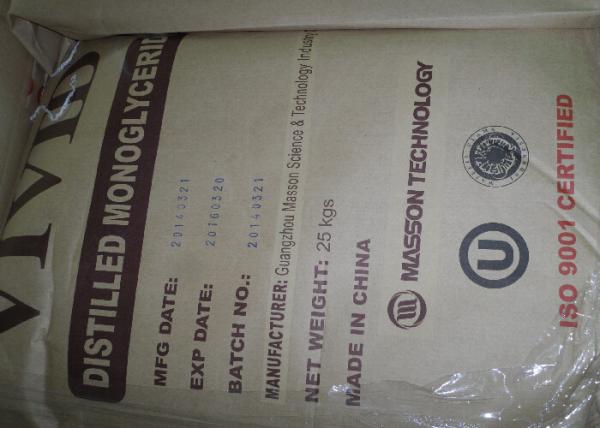 VIVID
DISTILLED MONOGLYCERID
MFG DATE: 20140321
EXP DATE: 20160320
BATCH NO.: 20140321
MANUFACTURER: Guangzhou Masson Science & Technology Industry
NET WEIGHT: 25 kgs
MADE IN CHINA
MASSON TECHNOLOGY
U
ISO 9001 CERTIFIED